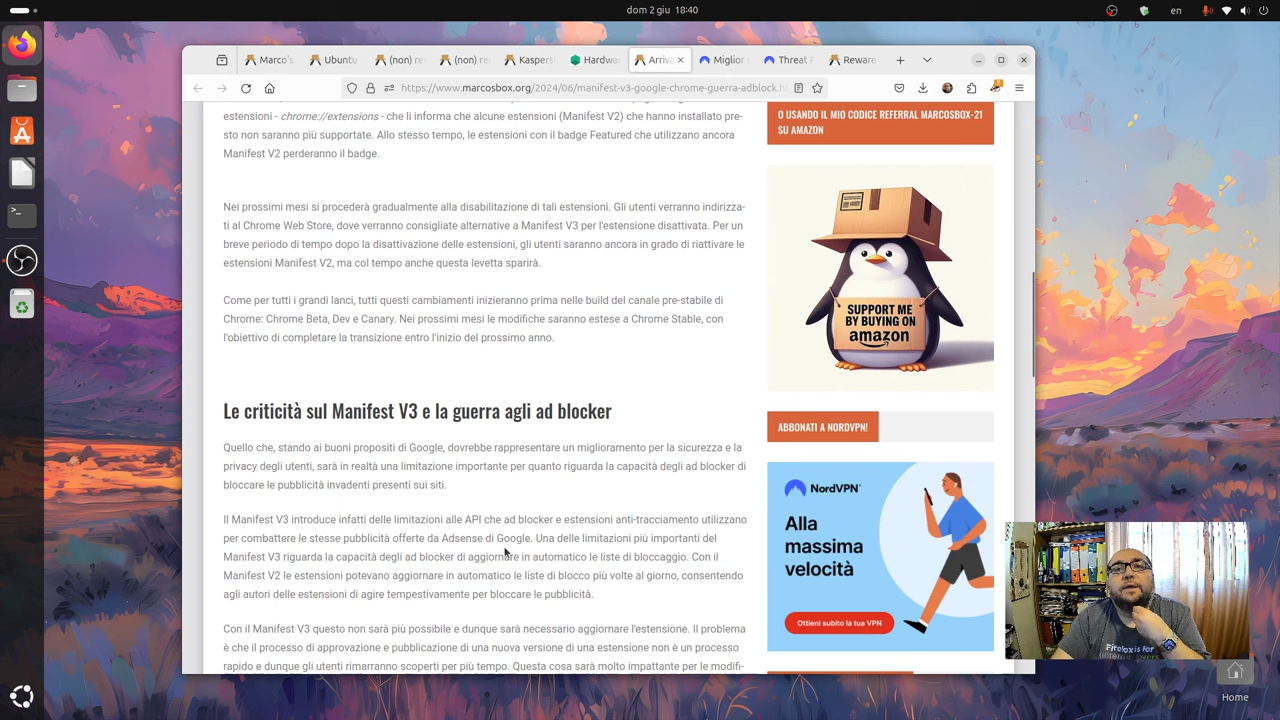 dom 2 giu 18:40
en
Marco's
Ubuntu
(non) re
(non) re
Kaspers
Hardwa
Arriva
Miglior
Threat
Reware
https://www.marcosbox.org/2024/06/manifest-v3-google-chrome-guerra-adblock.h
estensioni - chrome://extensions - che li informa che alcune estensioni (Manifest V2) che hanno installato pre-
sto non saranno più supportate. Allo stesso tempo, le estensioni con il badge Featured che utilizzano ancora
Manifest V2 perderanno il badge.
Nei prossimi mesi si procederà gradualmente alla disabilitazione di tali estensioni. Gli utenti verranno indirizza-
ti al Chrome Web Store, dove verranno consigliate alternative a Manifest V3 per l'estensione disattivata. Per un
breve periodo di tempo dopo la disattivazione delle estensioni, gli utenti saranno ancora in grado di riattivare le
estensioni Manifest V2, ma col tempo anche questa levetta sparirà.
Come per tutti i grandi lanci, tutti questi cambiamenti inizieranno prima nelle build del canale pre-stabile di
Chrome: Chrome Beta, Dev e Canary. Nei prossimi mesi le modifiche saranno estese a Chrome Stable, con
l'obiettivo di completare la transizione entro l'inizio del prossimo anno.
Le criticità sul Manifest V3 e la guerra agli ad blocker
Quello che, stando ai buoni propositi di Google, dovrebbe rappresentare un miglioramento per la sicurezza e la
privacy degli utenti, sarà in realtà una limitazione importante per quanto riguarda la capacità degli ad blocker di
bloccare le pubblicità invadenti presenti sui siti.
Il Manifest V3 introduce infatti delle limitazioni alle API che ad blocker e estensioni anti-tracciamento utilizzano
per combattere le stesse pubblicità offerte da Adsense di Google. Una delle limitazioni più importanti del
Manifest V3 riguarda la capacità degli ad blocker di aggiornare in automatico le liste di bloccaggio. Con il
Manifest V2 le estensioni potevano aggiornare in automatico le liste di blocco più volte al giorno, consentendo
agli autori delle estensioni di agire tempestivamente per bloccare le pubblicità.
Con il Manifest V3 questo non sarà più possibile e dunque sarà necessario aggiornare l'estensione. Il problema
è che il processo di approvazione e pubblicazione di una nuova versione di una estensione non è un processo
rapido e dunque gli utenti rimarranno scoperti per più tempo. Questa cosa sarà molto impattante per le modifi-
O USANDO IL MIO CODICE REFERRAL MARCOSBOX-21
SU AMAZON
SUPPORT ME
BY BUYING ON
amazon
ABBONATI A NORDVPN!
NordVPN
Alla
massima
velocità
Ottieni subito la tua VPN
Firefox is for
Home